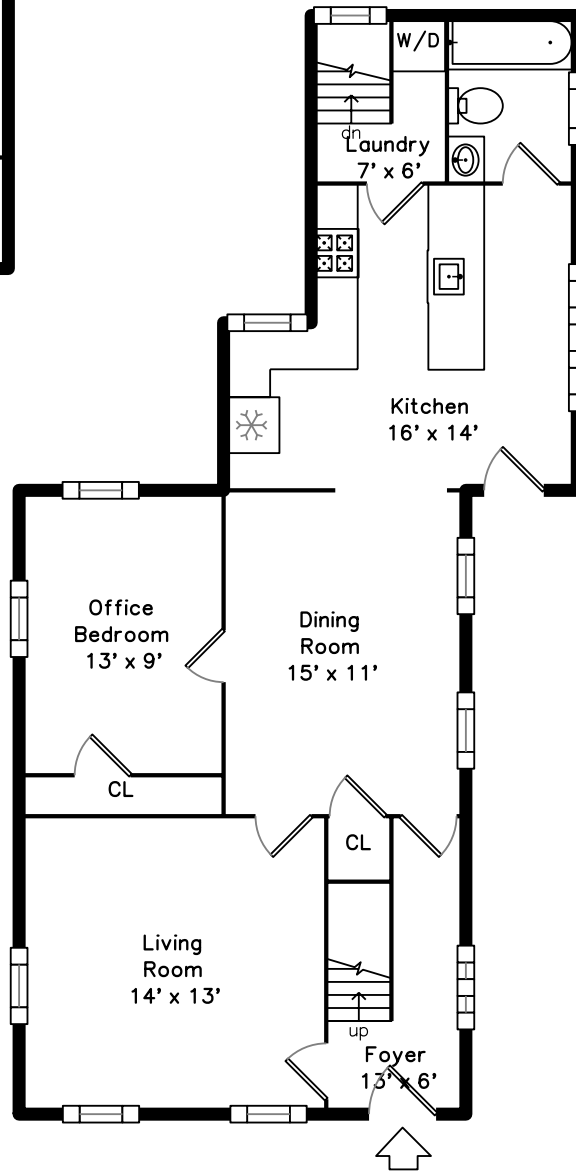 W/D
dn
Laundry
7' x 6'
Kitchen
16' x 14'
Office
Bedroom
13' x 9'
Dining
Room
15' x 11'
CL
CL
Living
Room
14' x 13'
up
Foyer
13' x 6'